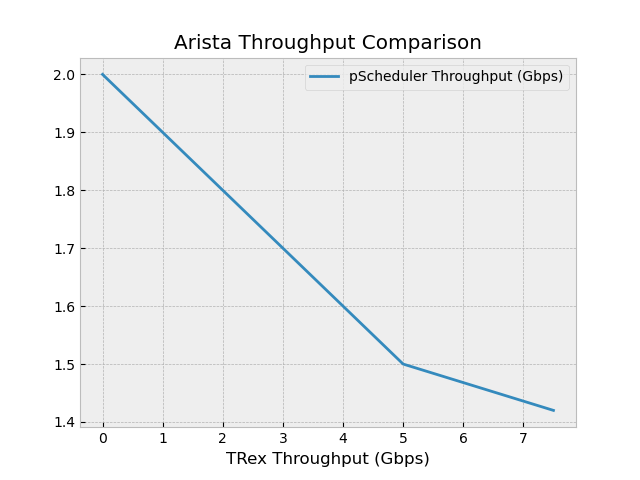 Arista Throughput Comparison
pScheduler Throughput (Gbps)
2.0
1.9
1.8
1.7
1.6
1.5
1.4
0 1 2 3 4 5 6 7
TRex Throughput (Gbps)